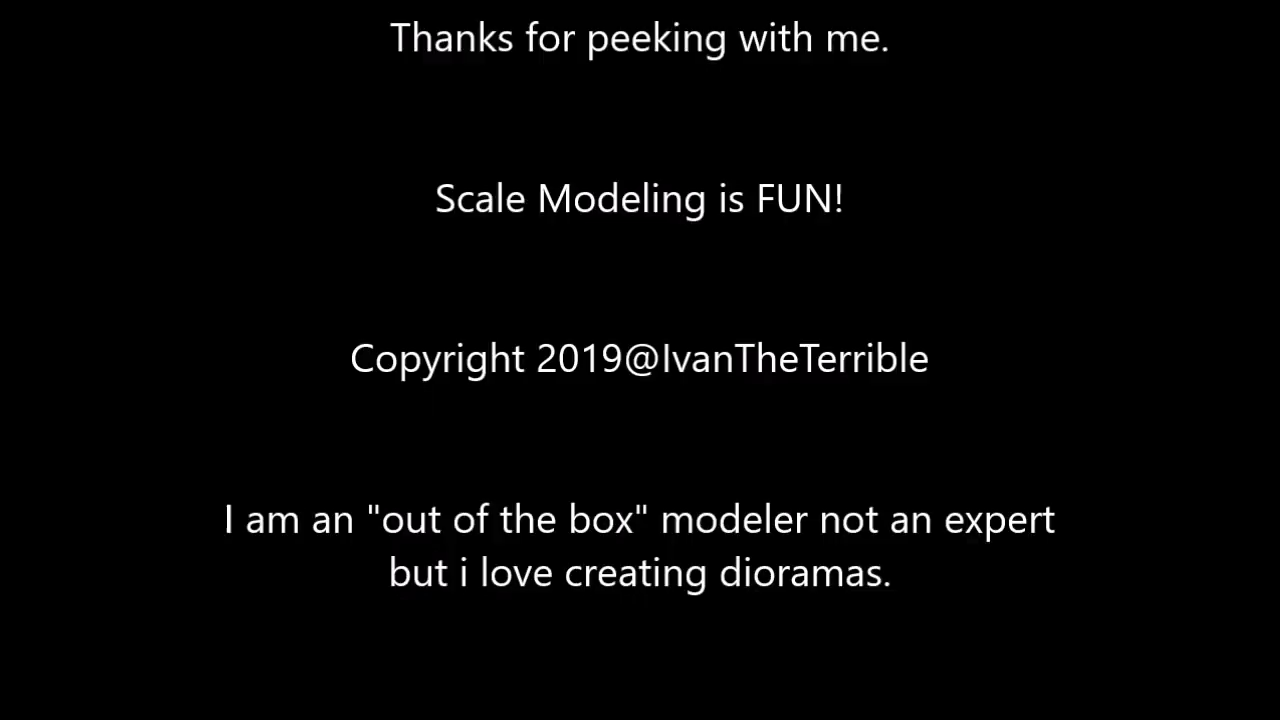 Thanks for peeking with me.
Scale Modeling is FUN!
Copyright 2019@IvanTheTerrible
I am an "out of the box" modeler not an expert
but i love creating dioramas.